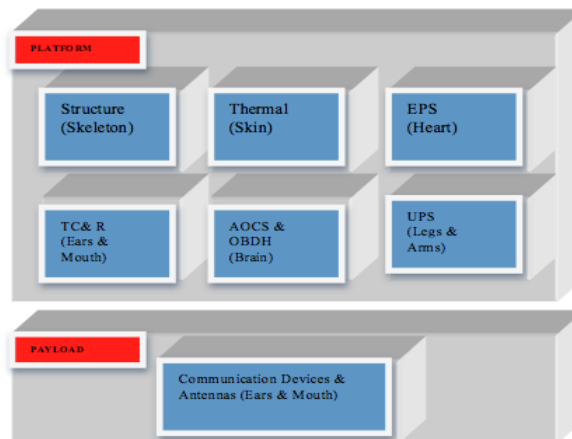 PLATFORM
Structure
(Skeleton)
Thermal
(Skin)
EPS
(Heart)
TC& R
(Ears &
Mouth)
AOCS &
OBDH
(Brain)
UPS
(Legs &
Arms)
PAYLOAD
Communication Devices &
Antennas (Ears & Mouth)